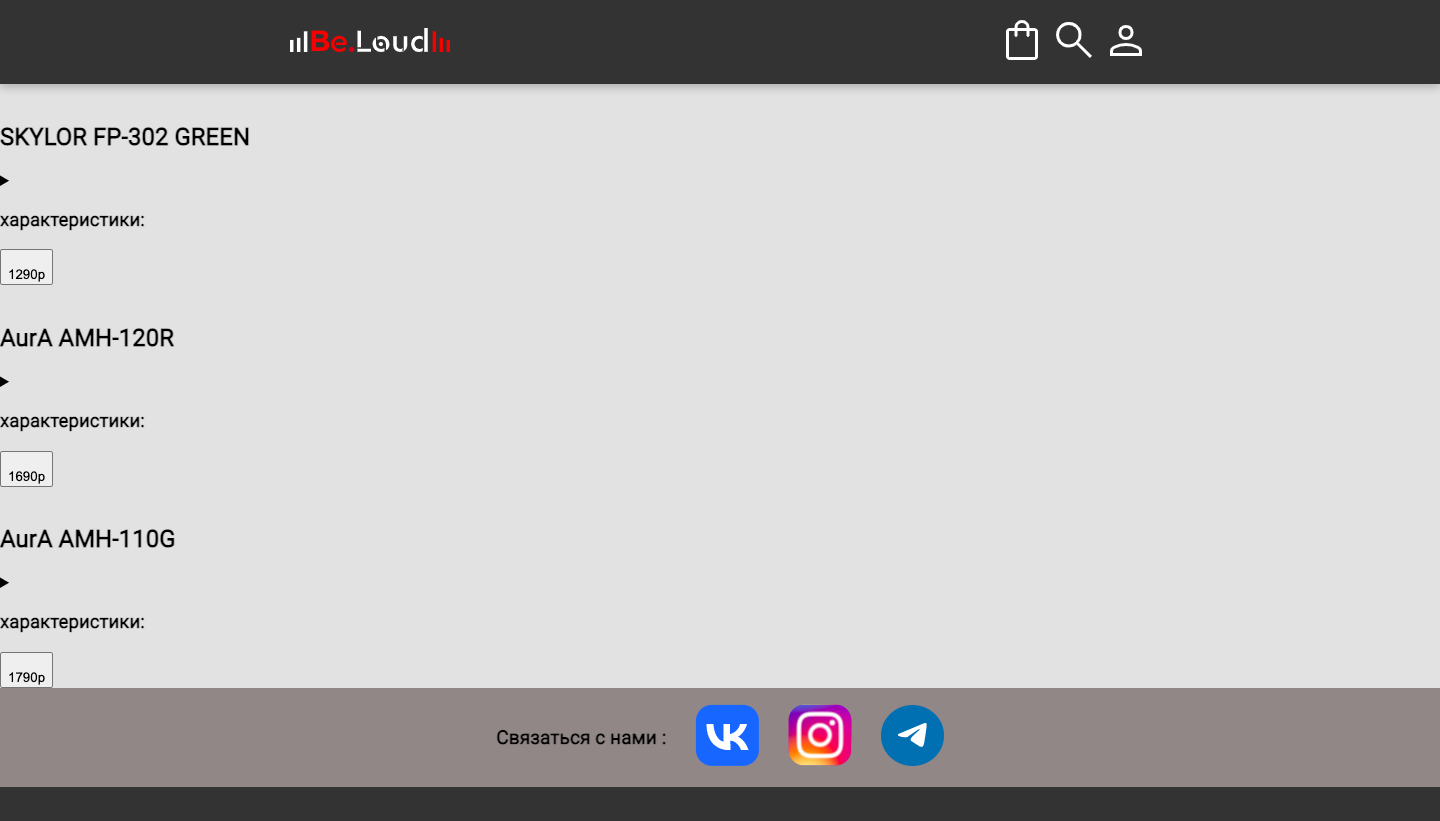 Be.Loud
SKYLOR FP-302 GREEN
характеристики:
1290р
AurA AMH-120R
характеристики:
1690р
AurA AMH-110G
характеристики:
1790р
Связаться с нами :